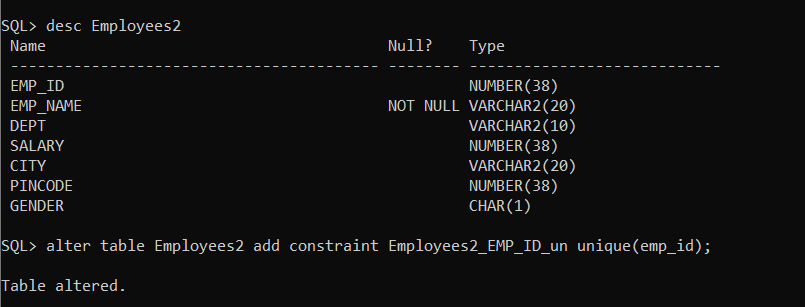 SQL> desc Employees2
Name Null? Type
----------------------------------------- -------- ----------------------------
EMP_ID NUMBER(38)
EMP_NAME NOT NULL VARCHAR2(20)
DEPT VARCHAR2(10)
SALARY NUMBER(38)
CITY VARCHAR2(20)
PINCODE NUMBER(38)
GENDER CHAR(1)
SQL> alter table Employees2 add constraint Employees2_EMP_ID_un unique(emp_id);
Table altered.